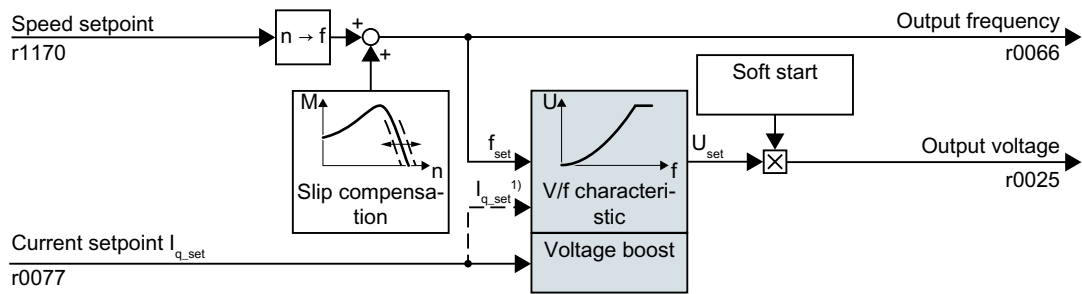 Speed setpoint
r1170
n → f
+
+
Output frequency
r0066
Soft start
M
n
Slip compensa-
tion
U
f
f_set
I_q_set 1)
V/f characteri-
stic
Voltage boost
U_set
Output voltage
r0025
Current setpoint I_q_set
r0077